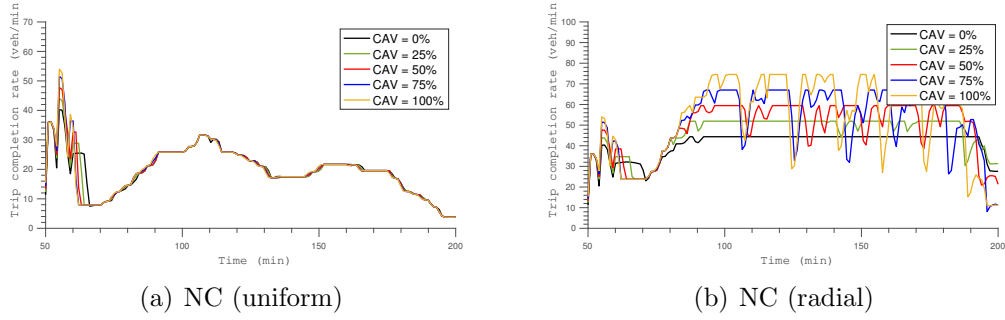 70
60
50
40
30
20
10
0
Trip completion rate (veh/min)
50
100
150
200
Time (min)
CAV = 0%
CAV = 25%
CAV = 50%
CAV = 75%
CAV = 100%
(a) NC (uniform)
100
90
80
70
60
50
40
30
20
10
0
Trip completion rate (veh/min)
50
100
150
200
Time (min)
CAV = 0%
CAV = 25%
CAV = 50%
CAV = 75%
CAV = 100%
(b) NC (radial)